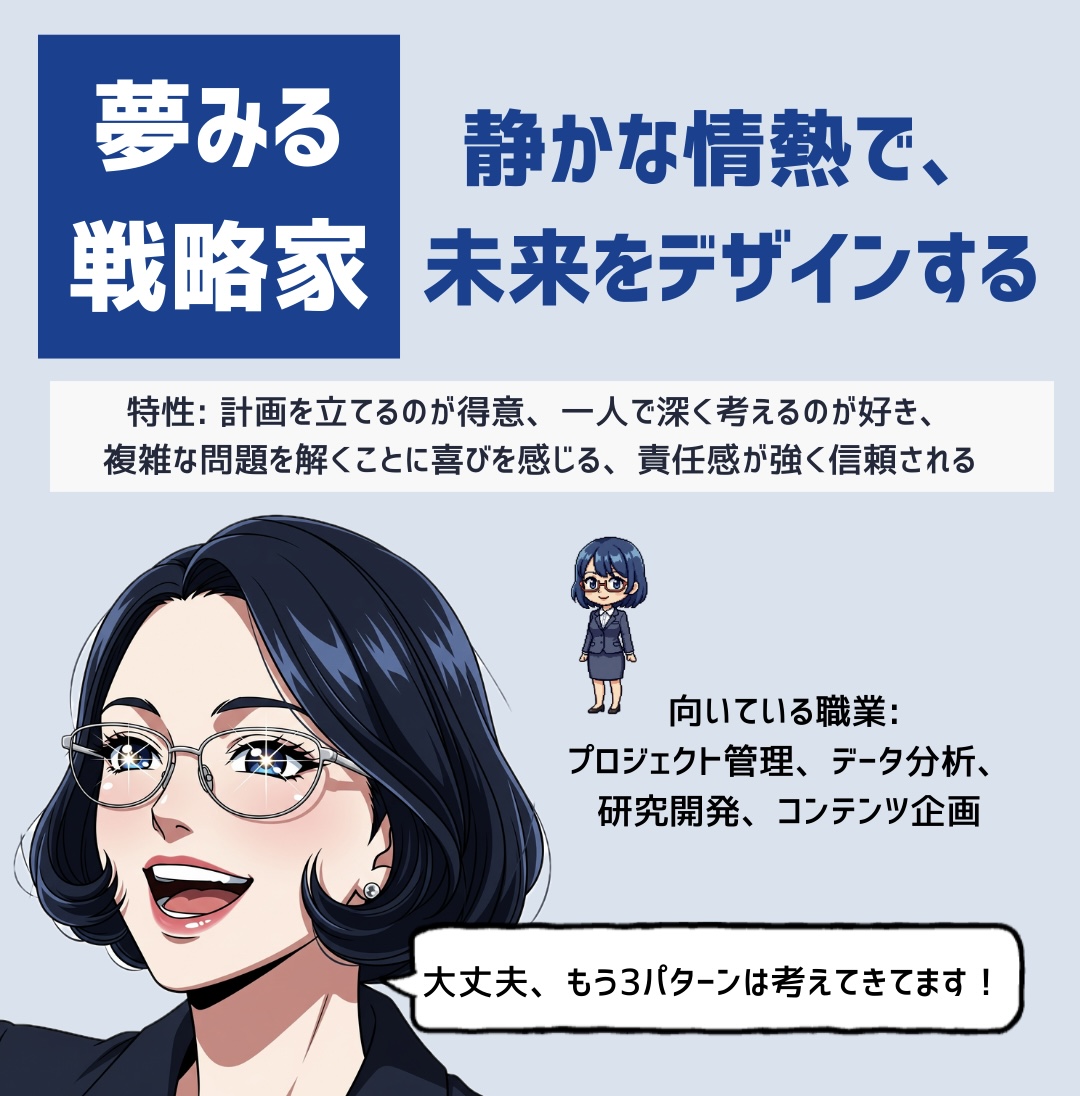 夢みる
戦略家
静かな情熱で、
未来をデザインする
特性: 計画を立てるのが得意、一人で深く考えるのが好き、
複雑な問題を解くことに喜びを感じる、責任感が強く信頼される
向いている職業:
プロジェクト管理、データ分析、
研究開発、コンテンツ企画
大丈夫、もう3パターンは考えてきてます！